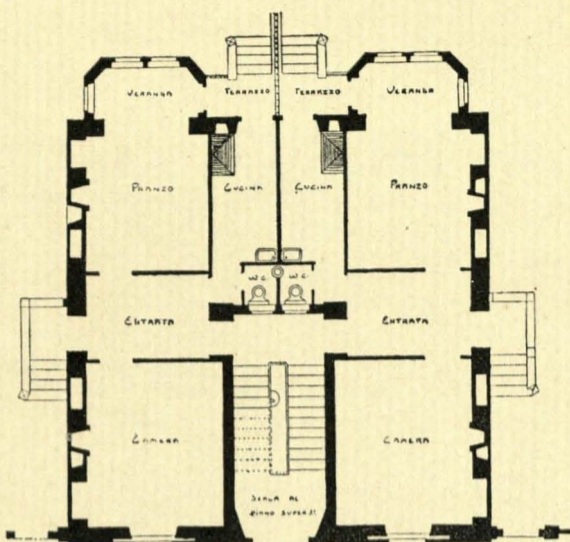 VERANDA
TERRAZZO
TERRAZZO
VERANDA
PRANZO
CUCINA
CUCINA
PRANZO
W.C.
W.C.
ENTRATA
ENTRATA
CAMERA
CAMERA
SCALA AL
PIANO SUPER